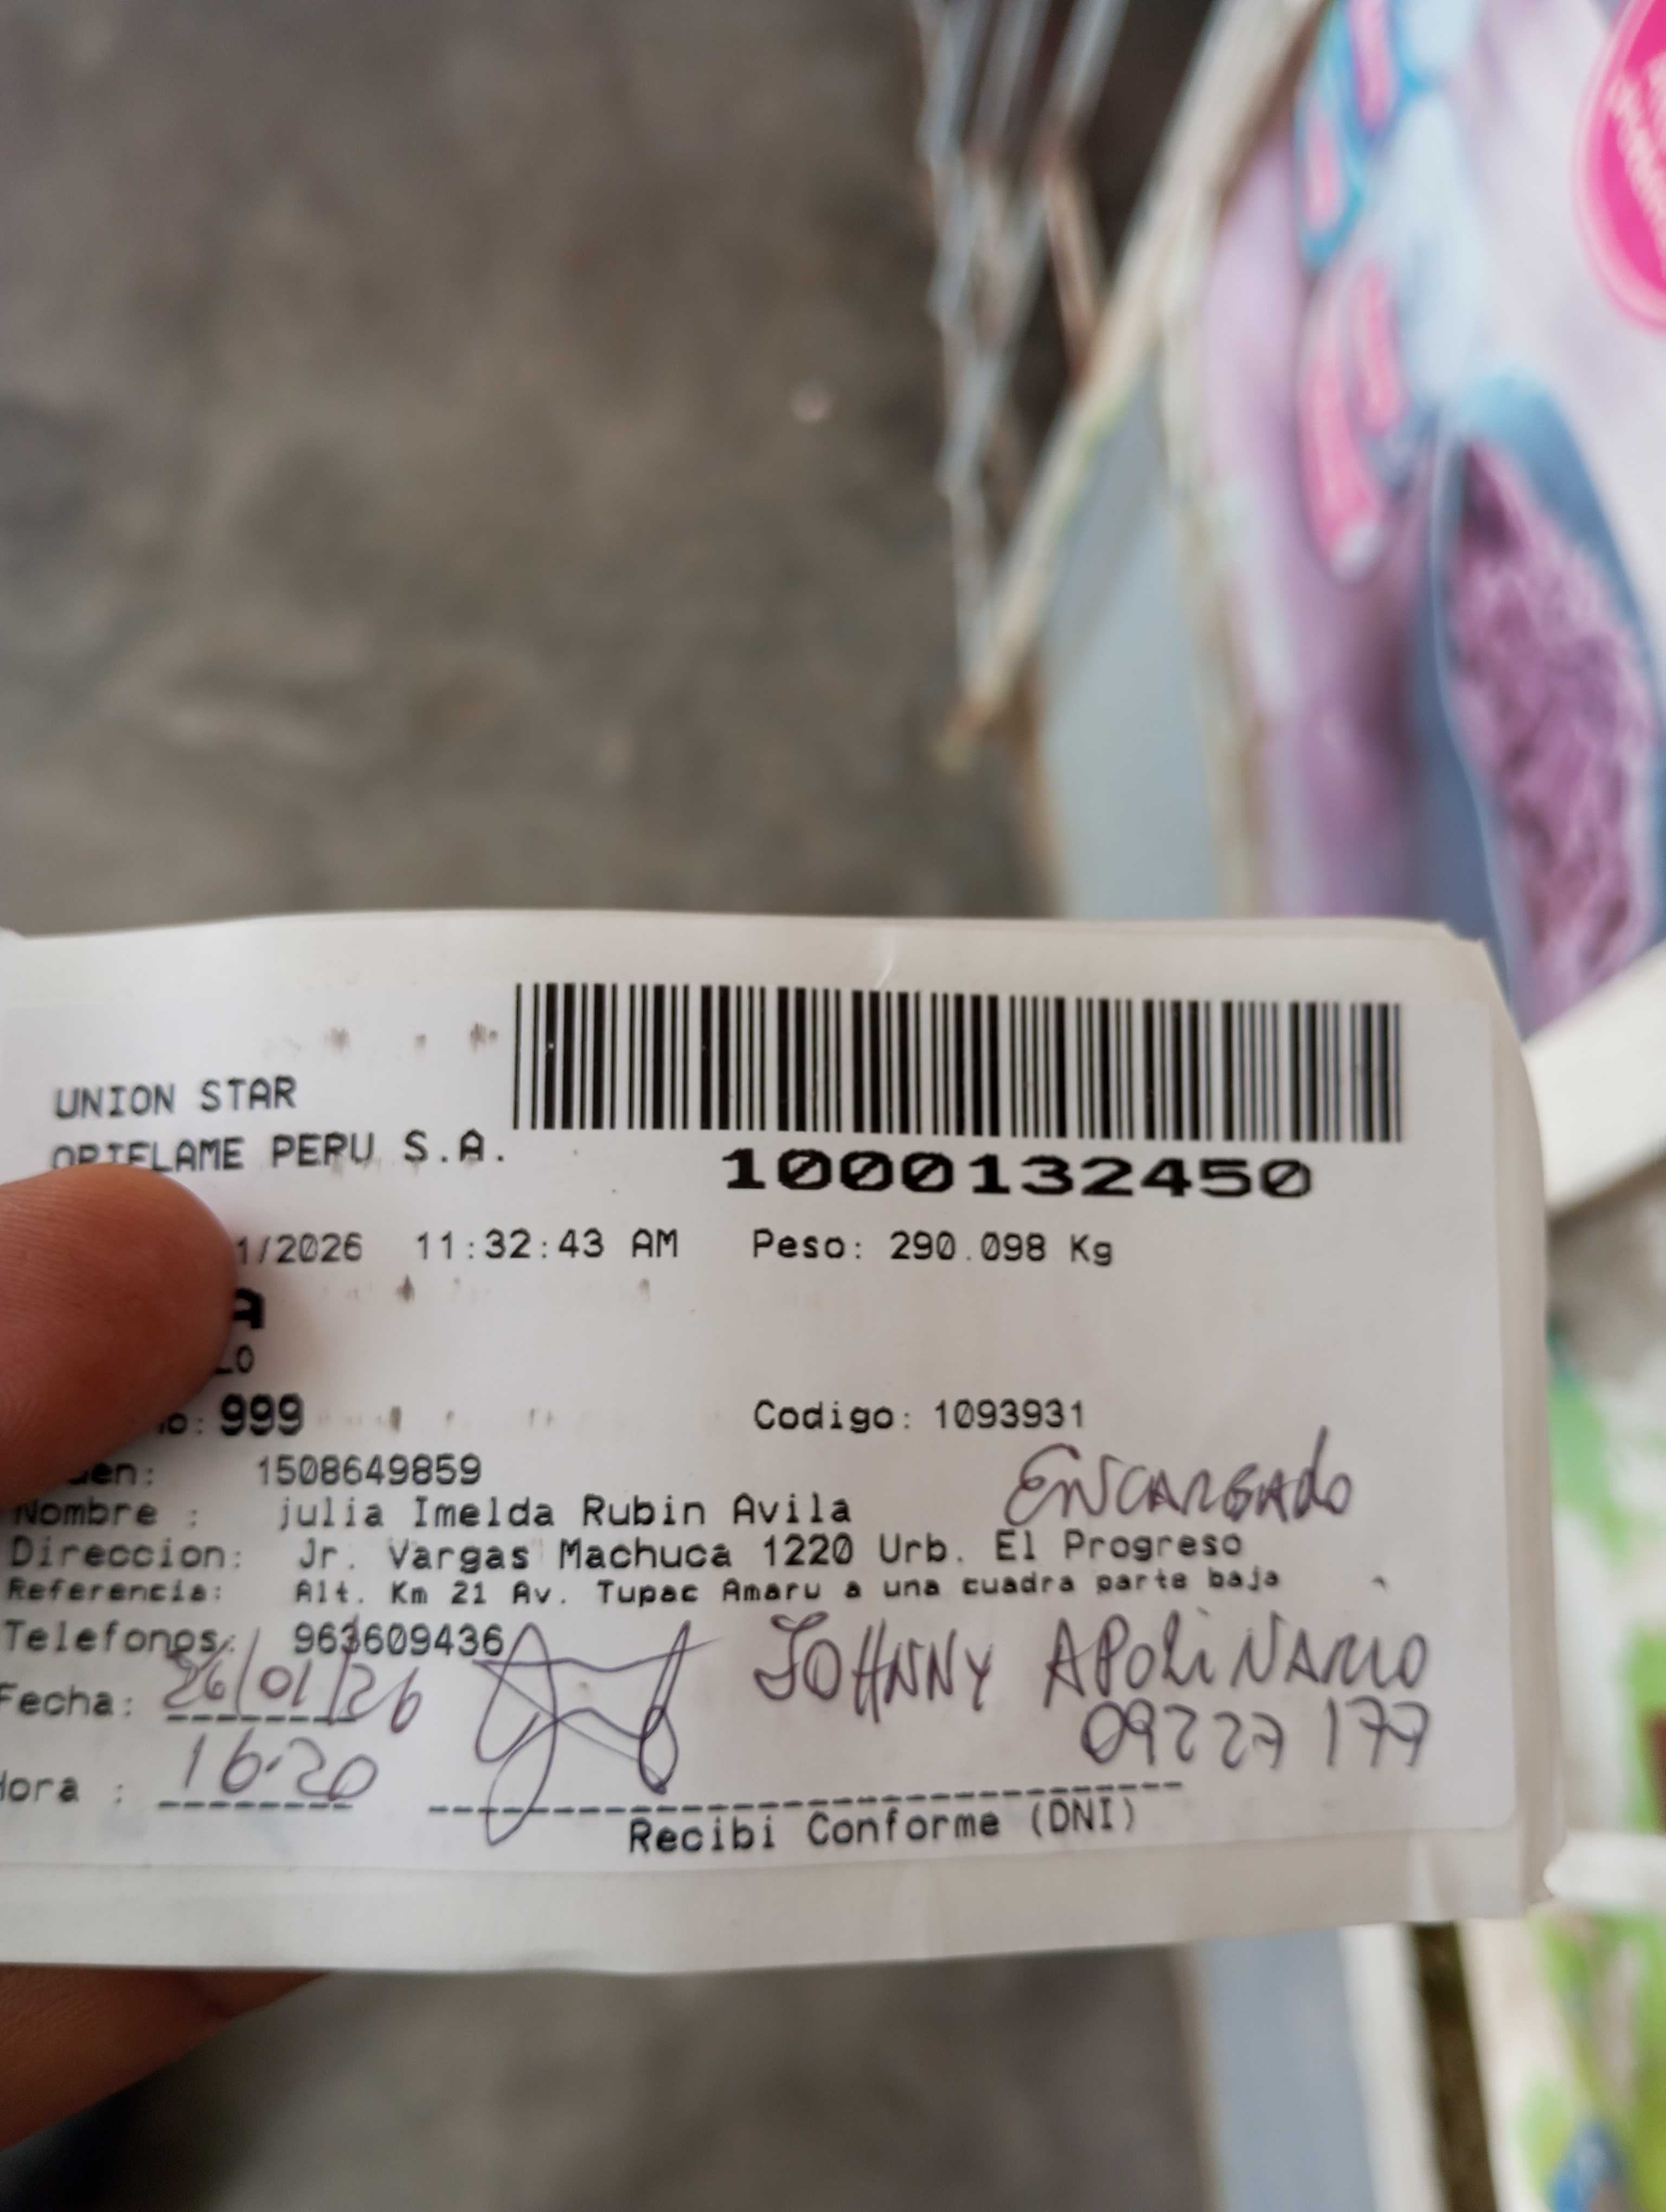 UNION STAR
ORIFLAME PERU S.A.
1000132450
1/2026 11:32:43 AM Peso: 290.098 Kg
A
LO
o: 999 Codigo: 1093931
en: 1508649859
Nombre : julia Imelda Rubin Avila ENCARGADO
Direccion: Jr. Vargas Machuca 1220 Urb. El Progreso
Referencia: Alt. Km 21 Av. Tupac Amaru a una cuadra parte baja
Telefonos: 963609436 JOHNNY APOLINARIO
Fecha: 26/01/26 09227177
Hora : 16:20
Recibi Conforme (DNI)